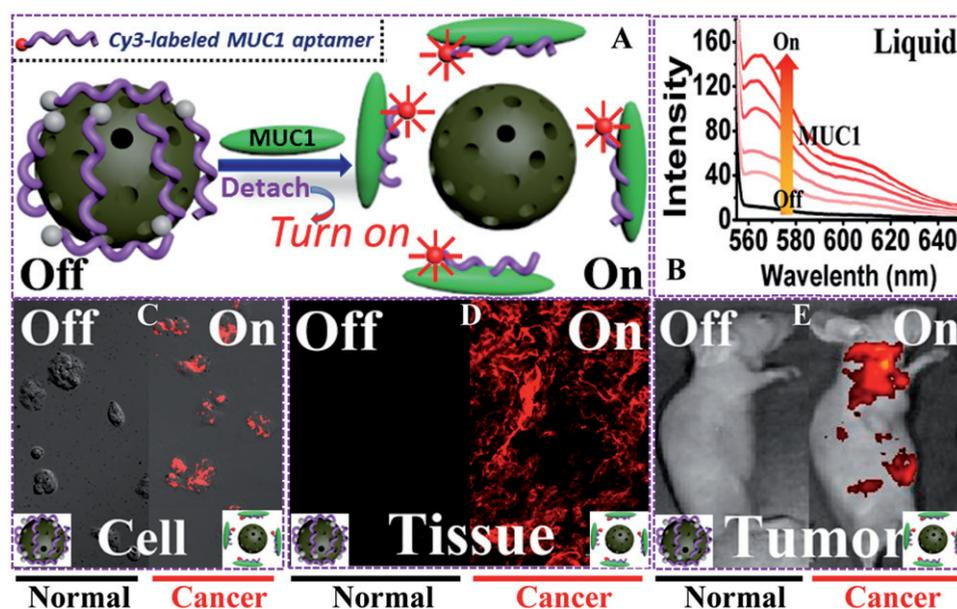 Cy3-labeled MUC1 aptamer
A
MUC1
Detach
Turn on
Off
On
B
Liquid
Intensity
160
120
80
40
0
On
MUC1
Off
560 580 600 620 640
Wavelenth (nm)
Off C On
Cell
Off D On
Tissue
Off E On
Tumor
Normal Cancer Normal Cancer Normal Cancer